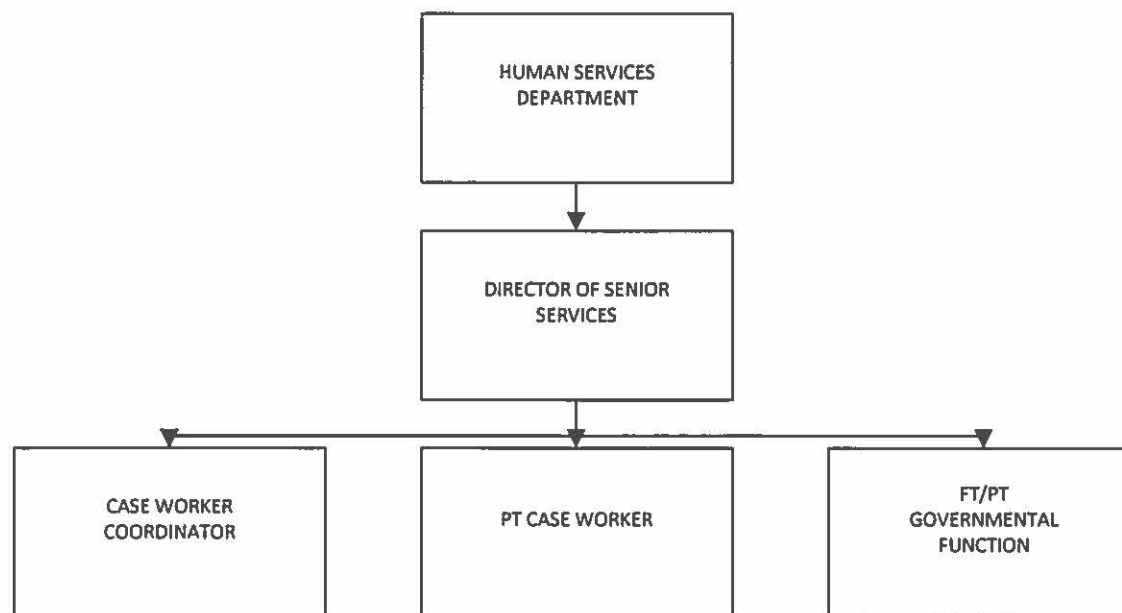 HUMAN SERVICES
DEPARTMENT
DIRECTOR OF SENIOR
SERVICES
CASE WORKER
COORDINATOR
PT CASE WORKER
FT/PT
GOVERNMENTAL
FUNCTION